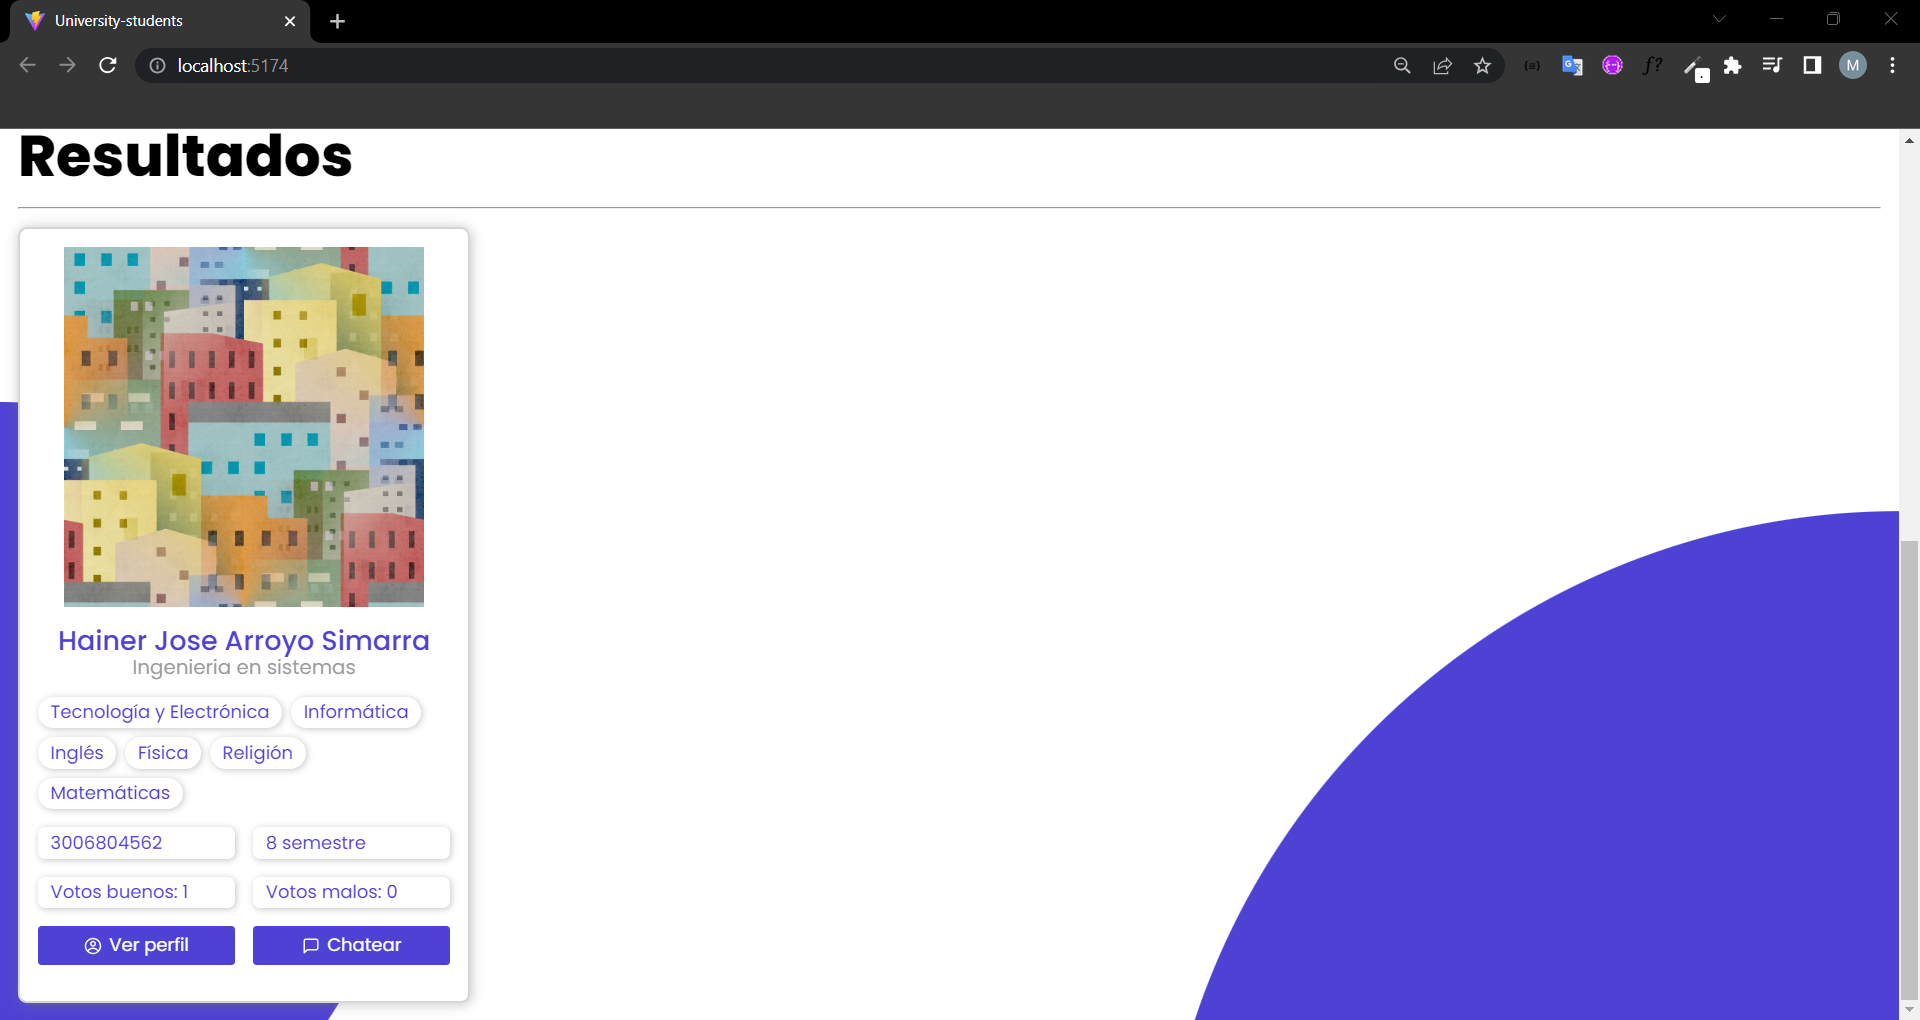 University-students
localhost:5174
M
Resultados
Hainer Jose Arroyo Simarra
Ingenieria en sistemas
Tecnología y Electrónica Informática
Inglés Física Religión
Matemáticas
3006804562 8 semestre
Votos buenos: 1 Votos malos: 0
Ver perfil Chatear